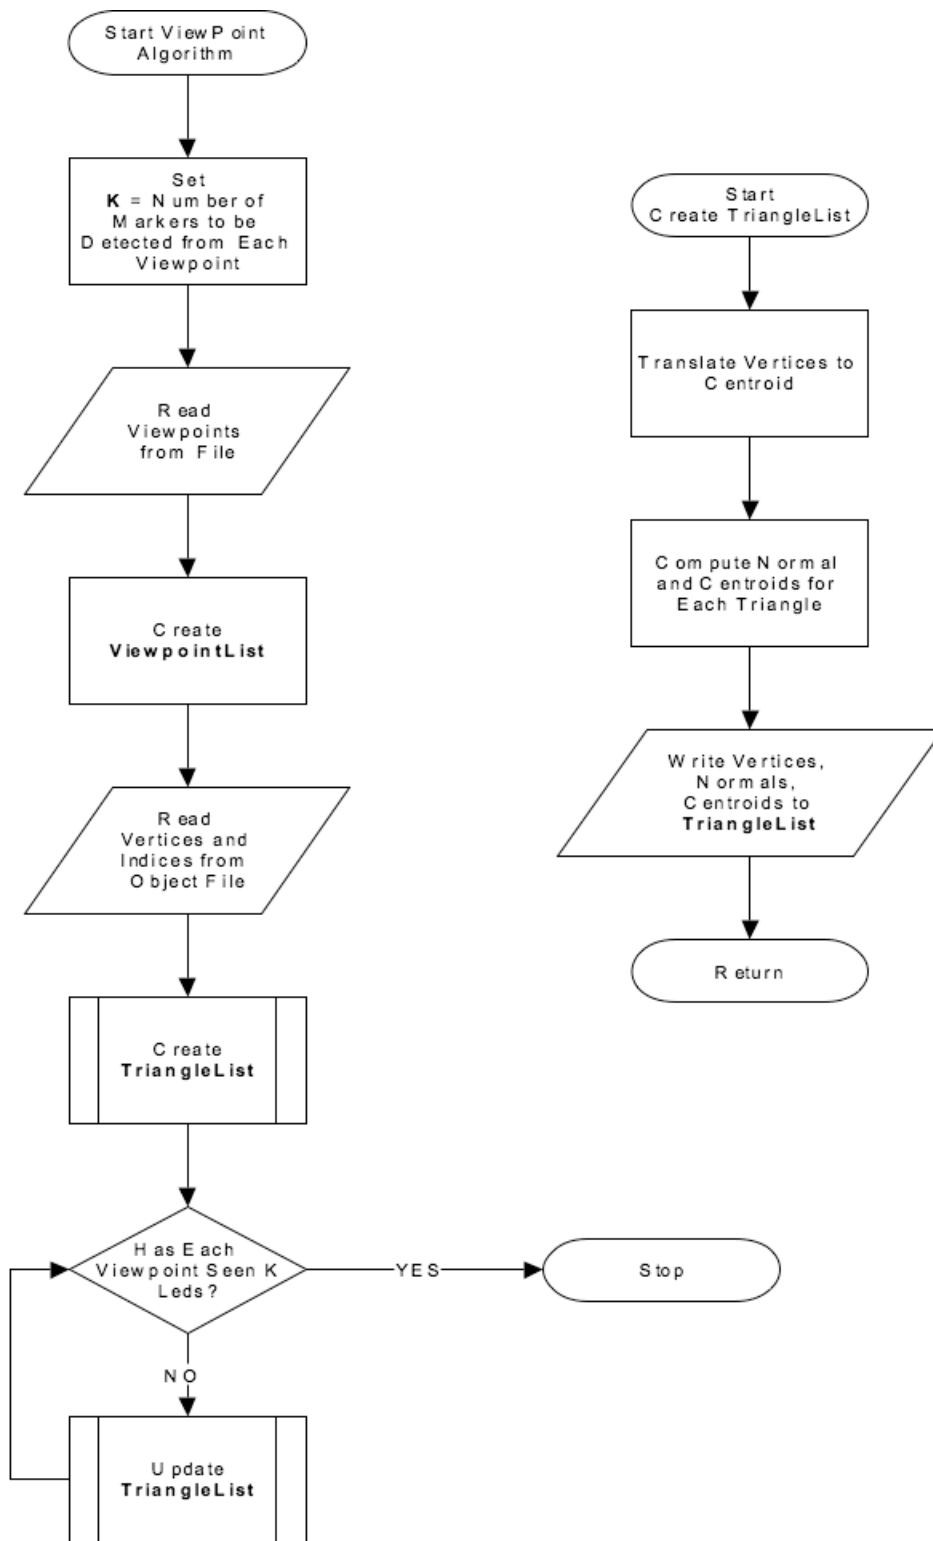 Start ViewPoint
Algorithm
Set
K = Number of
Markers to be
Detected from Each
Viewpoint
Read
Viewpoints
from File
Create
ViewpointList
Read
Vertices and
Indices from
Object File
Create
TriangleList
Has Each
Viewpoint Seen K
Leds?
YES
Stop
NO
Update
TriangleList
Start
Create TriangleList
Translate Vertices to
Centroid
Compute Normal
and Centroids for
Each Triangle
Write Vertices,
Normals,
Centroids to
TriangleList
Return